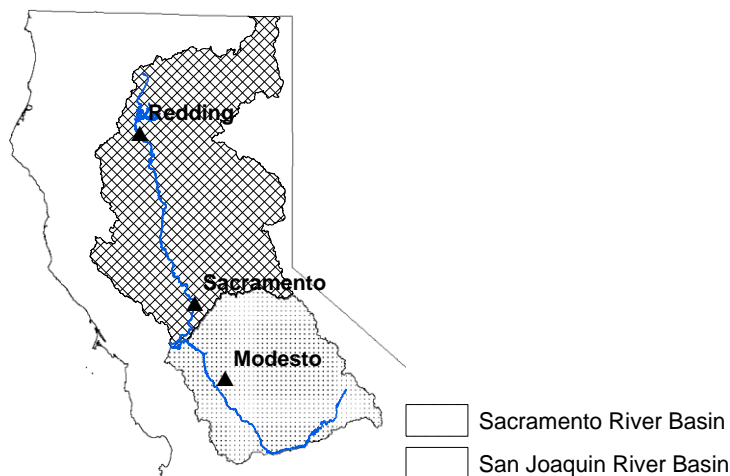 Redding
Sacramento
Modesto
Sacramento River Basin
San Joaquin River Basin